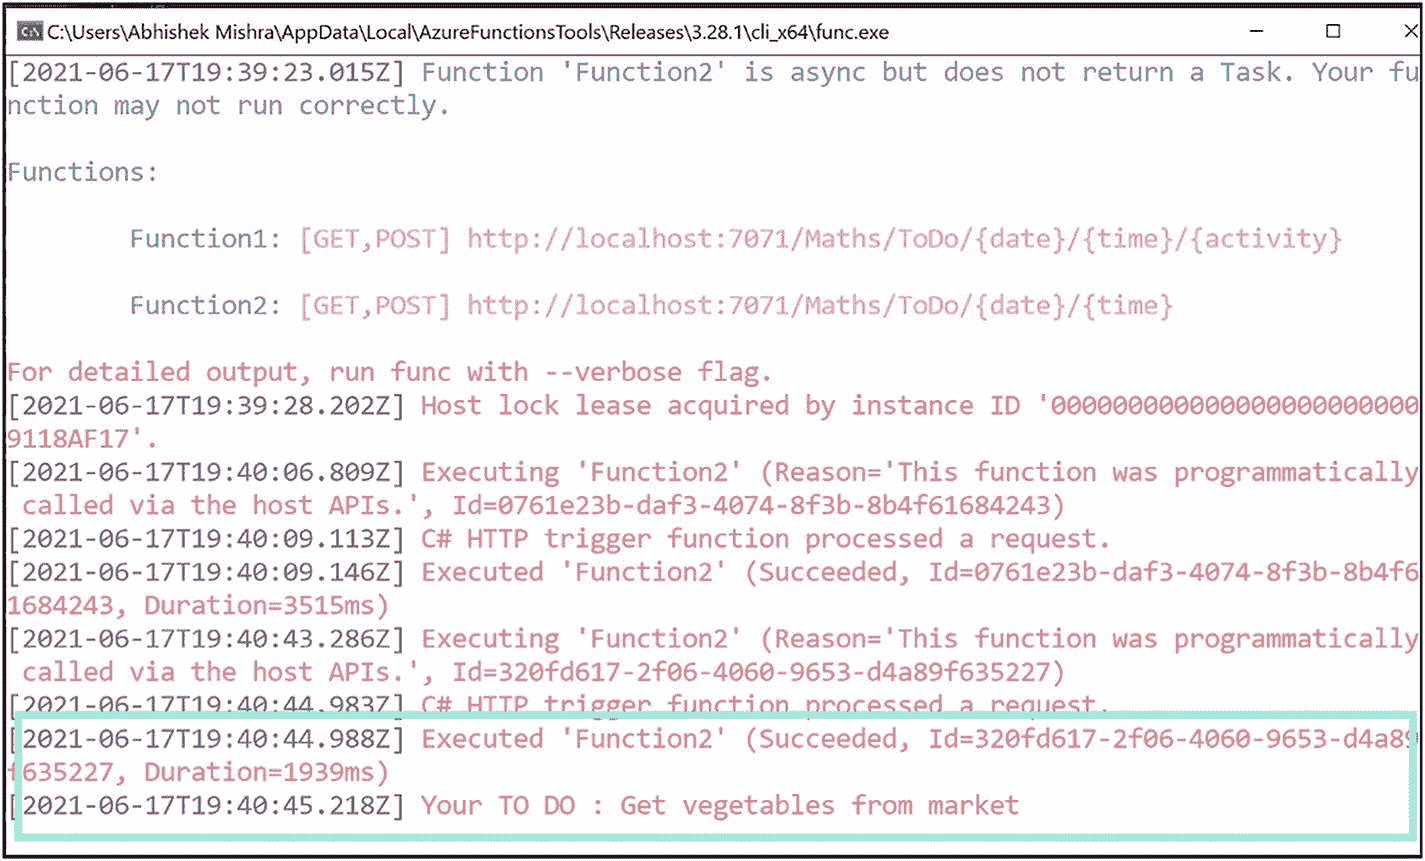 C:\Users\Abhishek Mishra\AppData\Local\AzureFunctionsTools\Releases\3.28.1\cli_x64\func.exe
[2021-06-17T19:39:23.015Z] Function 'Function2' is async but does not return a Task. Your fu
nction may not run correctly.
Functions:
Function1: [GET,POST] http://localhost:7071/Maths/ToDo/{date}/{time}/{activity}
Function2: [GET,POST] http://localhost:7071/Maths/ToDo/{date}/{time}
For detailed output, run func with --verbose flag.
[2021-06-17T19:39:28.202Z] Host lock lease acquired by instance ID '000000000000000000000000
9118AF17'.
[2021-06-17T19:40:06.809Z] Executing 'Function2' (Reason='This function was programmatically
called via the host APIs.', Id=0761e23b-daf3-4074-8f3b-8b4f61684243)
[2021-06-17T19:40:09.113Z] C# HTTP trigger function processed a request.
[2021-06-17T19:40:09.146Z] Executed 'Function2' (Succeeded, Id=0761e23b-daf3-4074-8f3b-8b4f6
1684243, Duration=3515ms)
[2021-06-17T19:40:43.286Z] Executing 'Function2' (Reason='This function was programmatically
called via the host APIs.', Id=320fd617-2f06-4060-9653-d4a89f635227)
[2021-06-17T19:40:44.983Z] C# HTTP trigger function processed a request.
[2021-06-17T19:40:44.988Z] Executed 'Function2' (Succeeded, Id=320fd617-2f06-4060-9653-d4a89
f635227, Duration=1939ms)
[2021-06-17T19:40:45.218Z] Your TO DO : Get vegetables from market